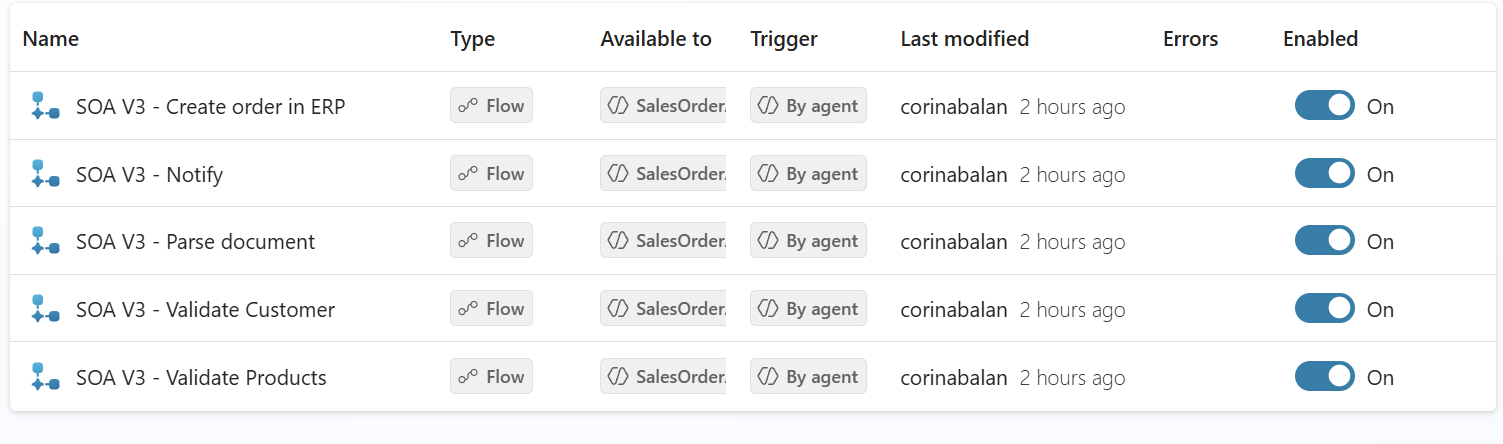 Name Type Available to Trigger Last modified Errors Enabled
SOA V3 - Create order in ERP Flow SalesOrder By agent corinabalan 2 hours ago On
SOA V3 - Notify Flow SalesOrder By agent corinabalan 2 hours ago On
SOA V3 - Parse document Flow SalesOrder By agent corinabalan 2 hours ago On
SOA V3 - Validate Customer Flow SalesOrder By agent corinabalan 2 hours ago On
SOA V3 - Validate Products Flow SalesOrder By agent corinabalan 2 hours ago On